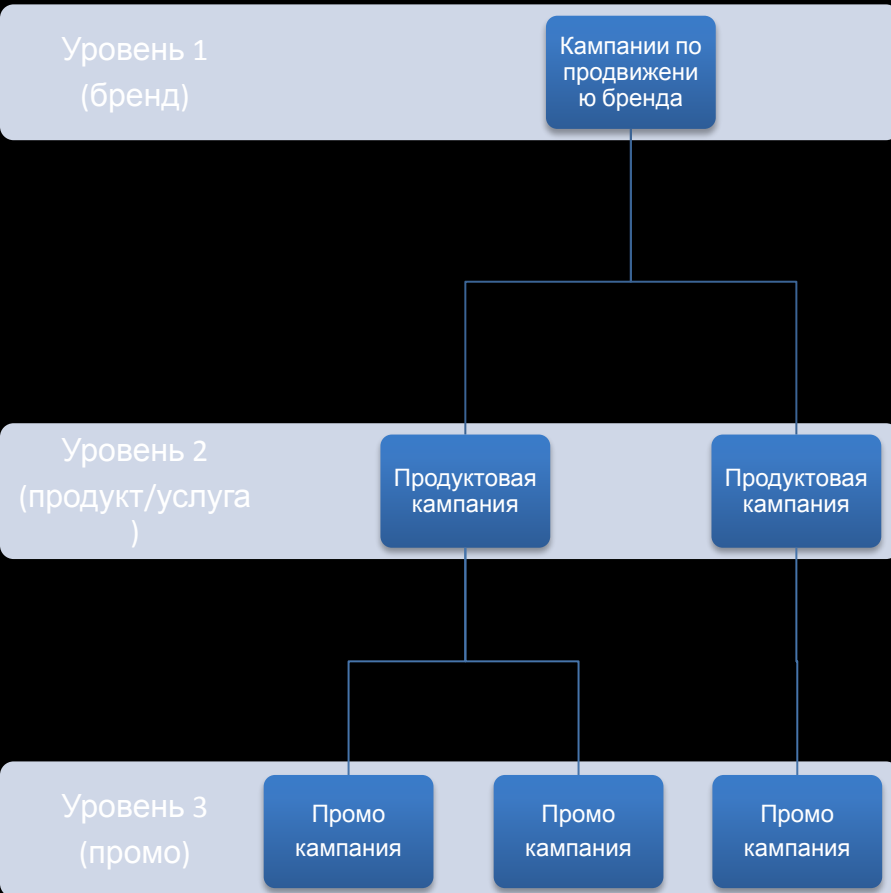 Уровень 1
(бренд)
Кампании по
продвижени
ю бренда
Уровень 2
(продукт/услуга
)
Продуктовая
кампания
Продуктовая
кампания
Уровень 3
(промо)
Промо
кампания
Промо
кампания
Промо
кампания